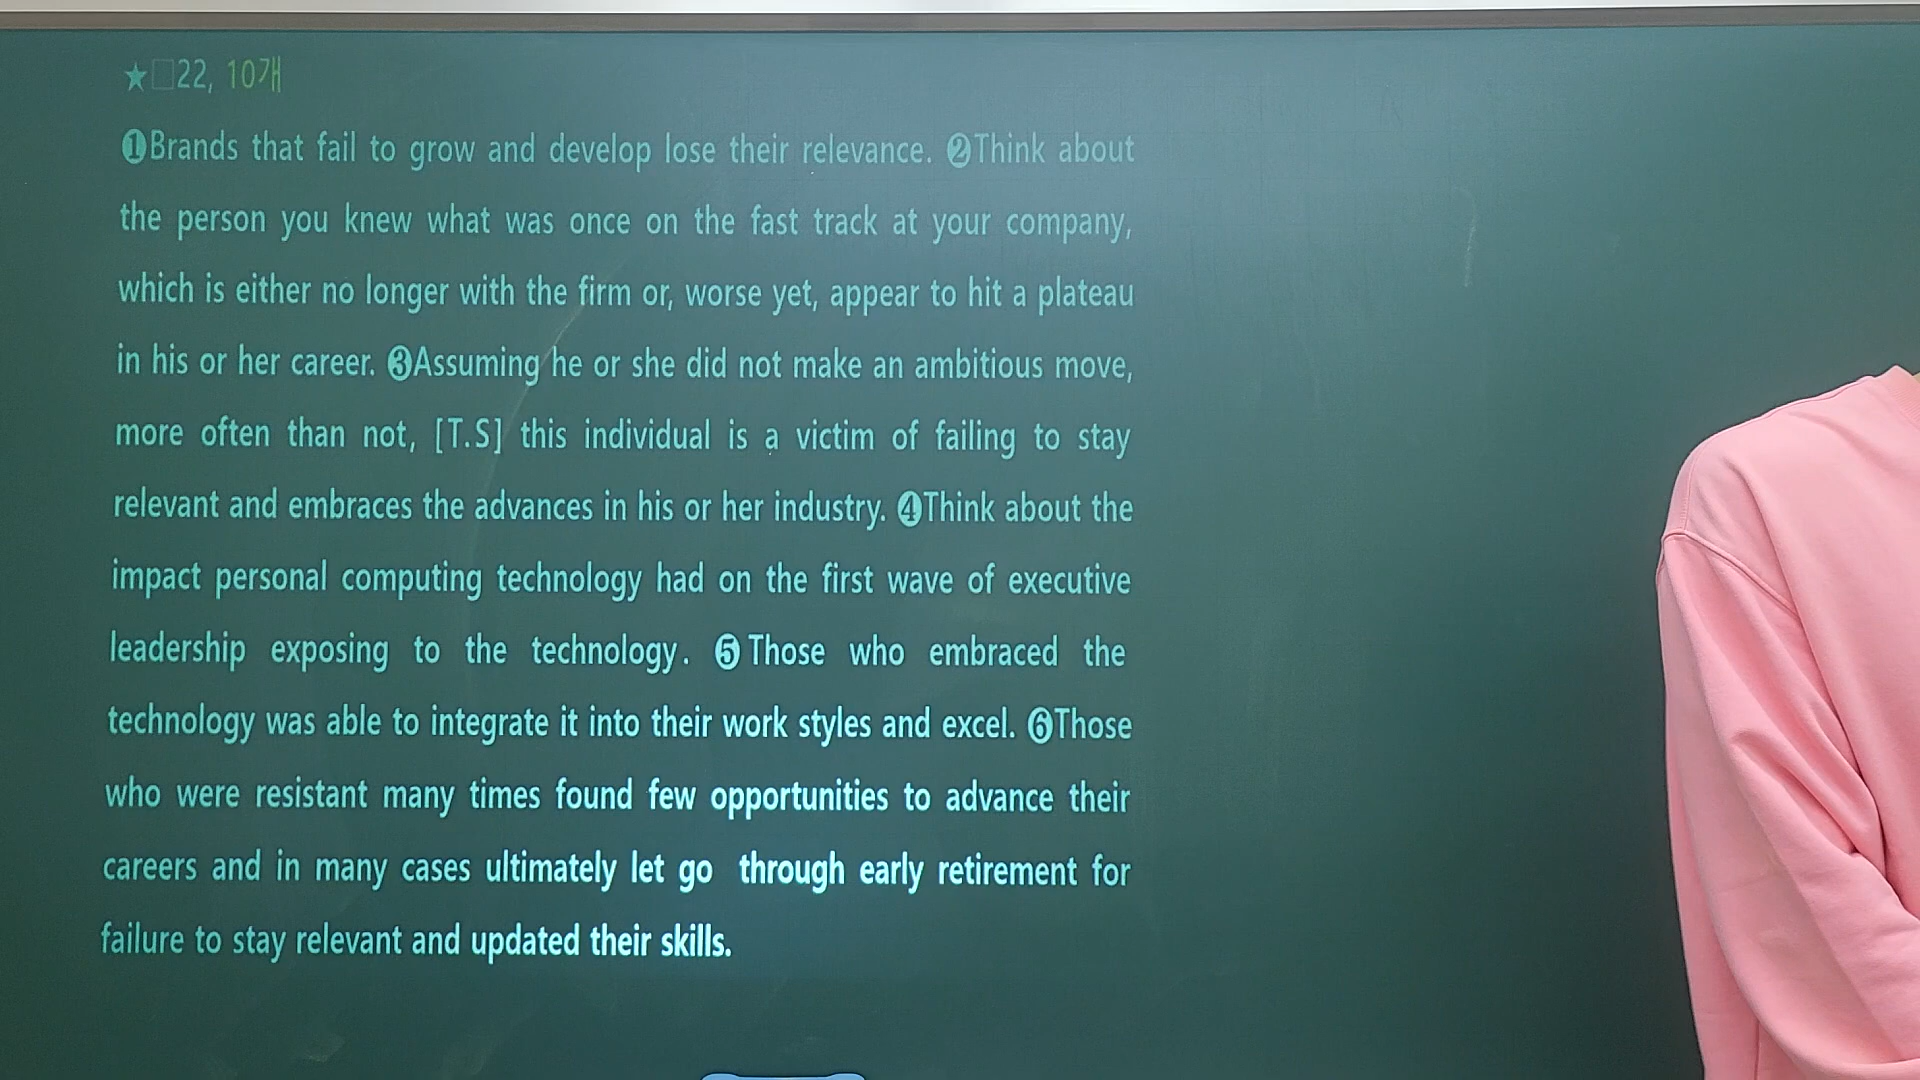 ★□22, 10개
❶Brands that fail to grow and develop lose their relevance. ❷Think about
the person you knew what was once on the fast track at your company,
which is either no longer with the firm or, worse yet, appear to hit a plateau
in his or her career. ❸Assuming he or she did not make an ambitious move,
more often than not, [T.S] this individual is a victim of failing to stay
relevant and embraces the advances in his or her industry. ❹Think about the
impact personal computing technology had on the first wave of executive
leadership exposing to the technology. ❺Those who embraced the
technology was able to integrate it into their work styles and excel. ❻Those
who were resistant many times found few opportunities to advance their
careers and in many cases ultimately let go through early retirement for
failure to stay relevant and updated their skills.